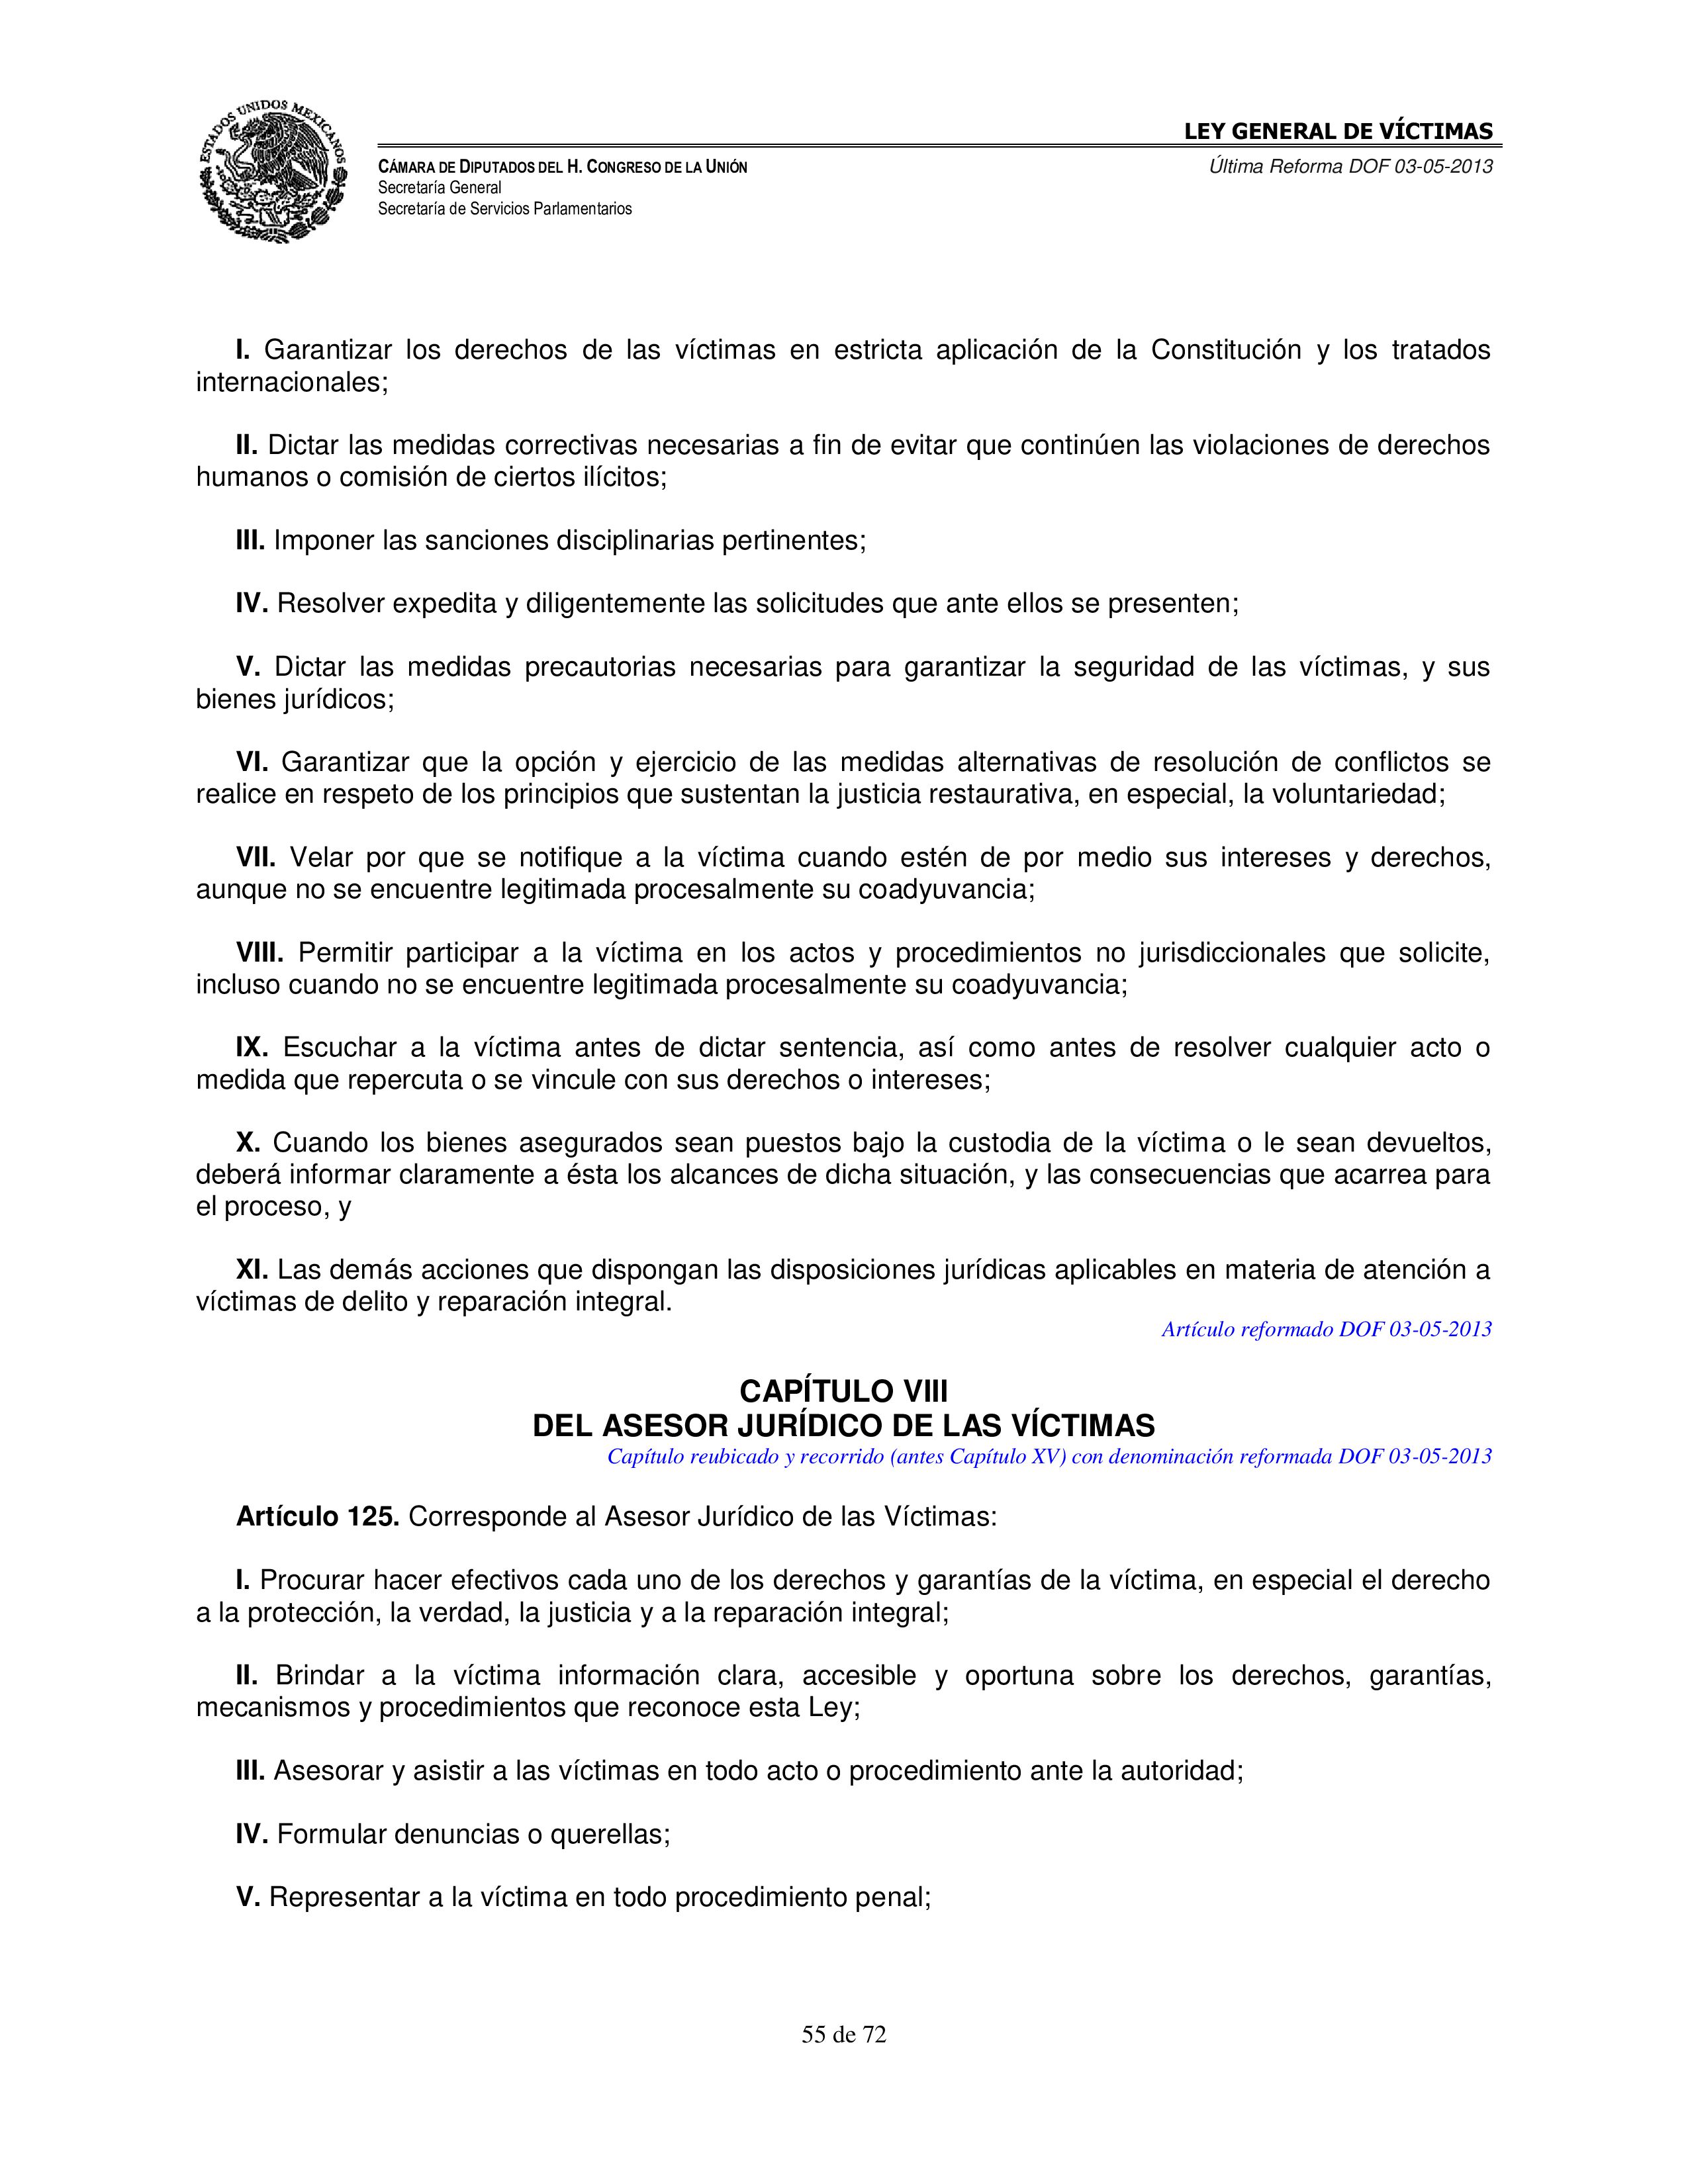 ESTADOS UNIDOS MEXICANOS
LEY GENERAL DE VÍCTIMAS
CÁMARA DE DIPUTADOS DEL H. CONGRESO DE LA UNIÓN
Última Reforma DOF 03-05-2013
Secretaría General
Secretaría de Servicios Parlamentarios
I. Garantizar los derechos de las víctimas en estricta aplicación de la Constitución y los tratados
internacionales;
II. Dictar las medidas correctivas necesarias a fin de evitar que continúen las violaciones de derechos
humanos o comisión de ciertos ilícitos;
III. Imponer las sanciones disciplinarias pertinentes;
IV. Resolver expedita y diligentemente las solicitudes que ante ellos se presenten;
V. Dictar las medidas precautorias necesarias para garantizar la seguridad de las víctimas, y sus
bienes jurídicos;
VI. Garantizar que la opción y ejercicio de las medidas alternativas de resolución de conflictos se
realice en respeto de los principios que sustentan la justicia restaurativa, en especial, la voluntariedad;
VII. Velar por que se notifique a la víctima cuando estén de por medio sus intereses y derechos,
aunque no se encuentre legitimada procesalmente su coadyuvancia;
VIII. Permitir participar a la víctima en los actos y procedimientos no jurisdiccionales que solicite,
incluso cuando no se encuentre legitimada procesalmente su coadyuvancia;
IX. Escuchar a la víctima antes de dictar sentencia, así como antes de resolver cualquier acto o
medida que repercuta o se vincule con sus derechos o intereses;
X. Cuando los bienes asegurados sean puestos bajo la custodia de la víctima o le sean devueltos,
deberá informar claramente a ésta los alcances de dicha situación, y las consecuencias que acarrea para
el proceso, y
XI. Las demás acciones que dispongan las disposiciones jurídicas aplicables en materia de atención a
víctimas de delito y reparación integral.
Artículo reformado DOF 03-05-2013
CAPÍTULO VIII
DEL ASESOR JURÍDICO DE LAS VÍCTIMAS
Capítulo reubicado y recorrido (antes Capítulo XV) con denominación reformada DOF 03-05-2013
Artículo 125. Corresponde al Asesor Jurídico de las Víctimas:
I. Procurar hacer efectivos cada uno de los derechos y garantías de la víctima, en especial el derecho
a la protección, la verdad, la justicia y a la reparación integral;
II. Brindar a la víctima información clara, accesible y oportuna sobre los derechos, garantías,
mecanismos y procedimientos que reconoce esta Ley;
III. Asesorar y asistir a las víctimas en todo acto o procedimiento ante la autoridad;
IV. Formular denuncias o querellas;
V. Representar a la víctima en todo procedimiento penal;
55 de 72